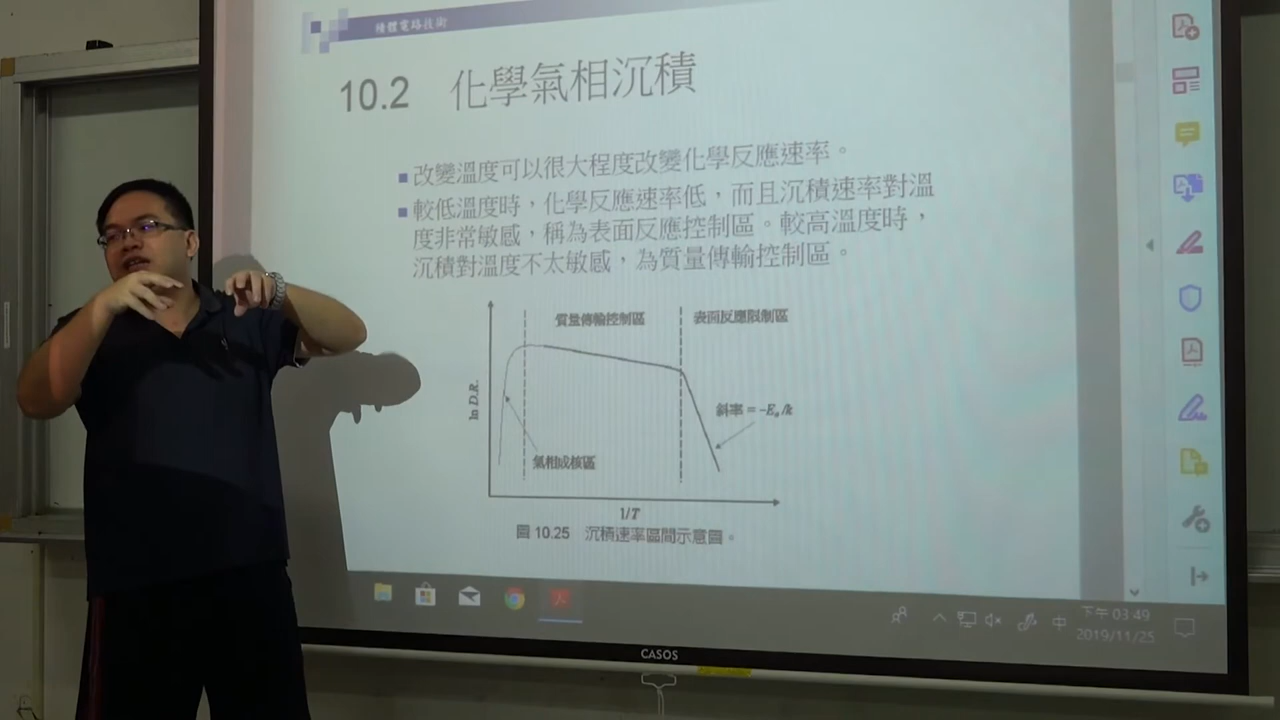 積體電路技術
10.2 化學氣相沉積
改變溫度可以很大程度改變化學反應速率。
較低溫度時，化學反應速率低，而且沉積速率對溫
度非常敏感，稱為表面反應控制區。較高溫度時，
沉積對溫度不太敏感，為質量傳輸控制區。
質量傳輸控制區 表面反應限制區
ln D.R.
斜率 = -Ea/k
氣相成核區
1/T
圖 10.25 沉積速率區間示意圖。
中
下午 03:49
2019/11/25
CASOS